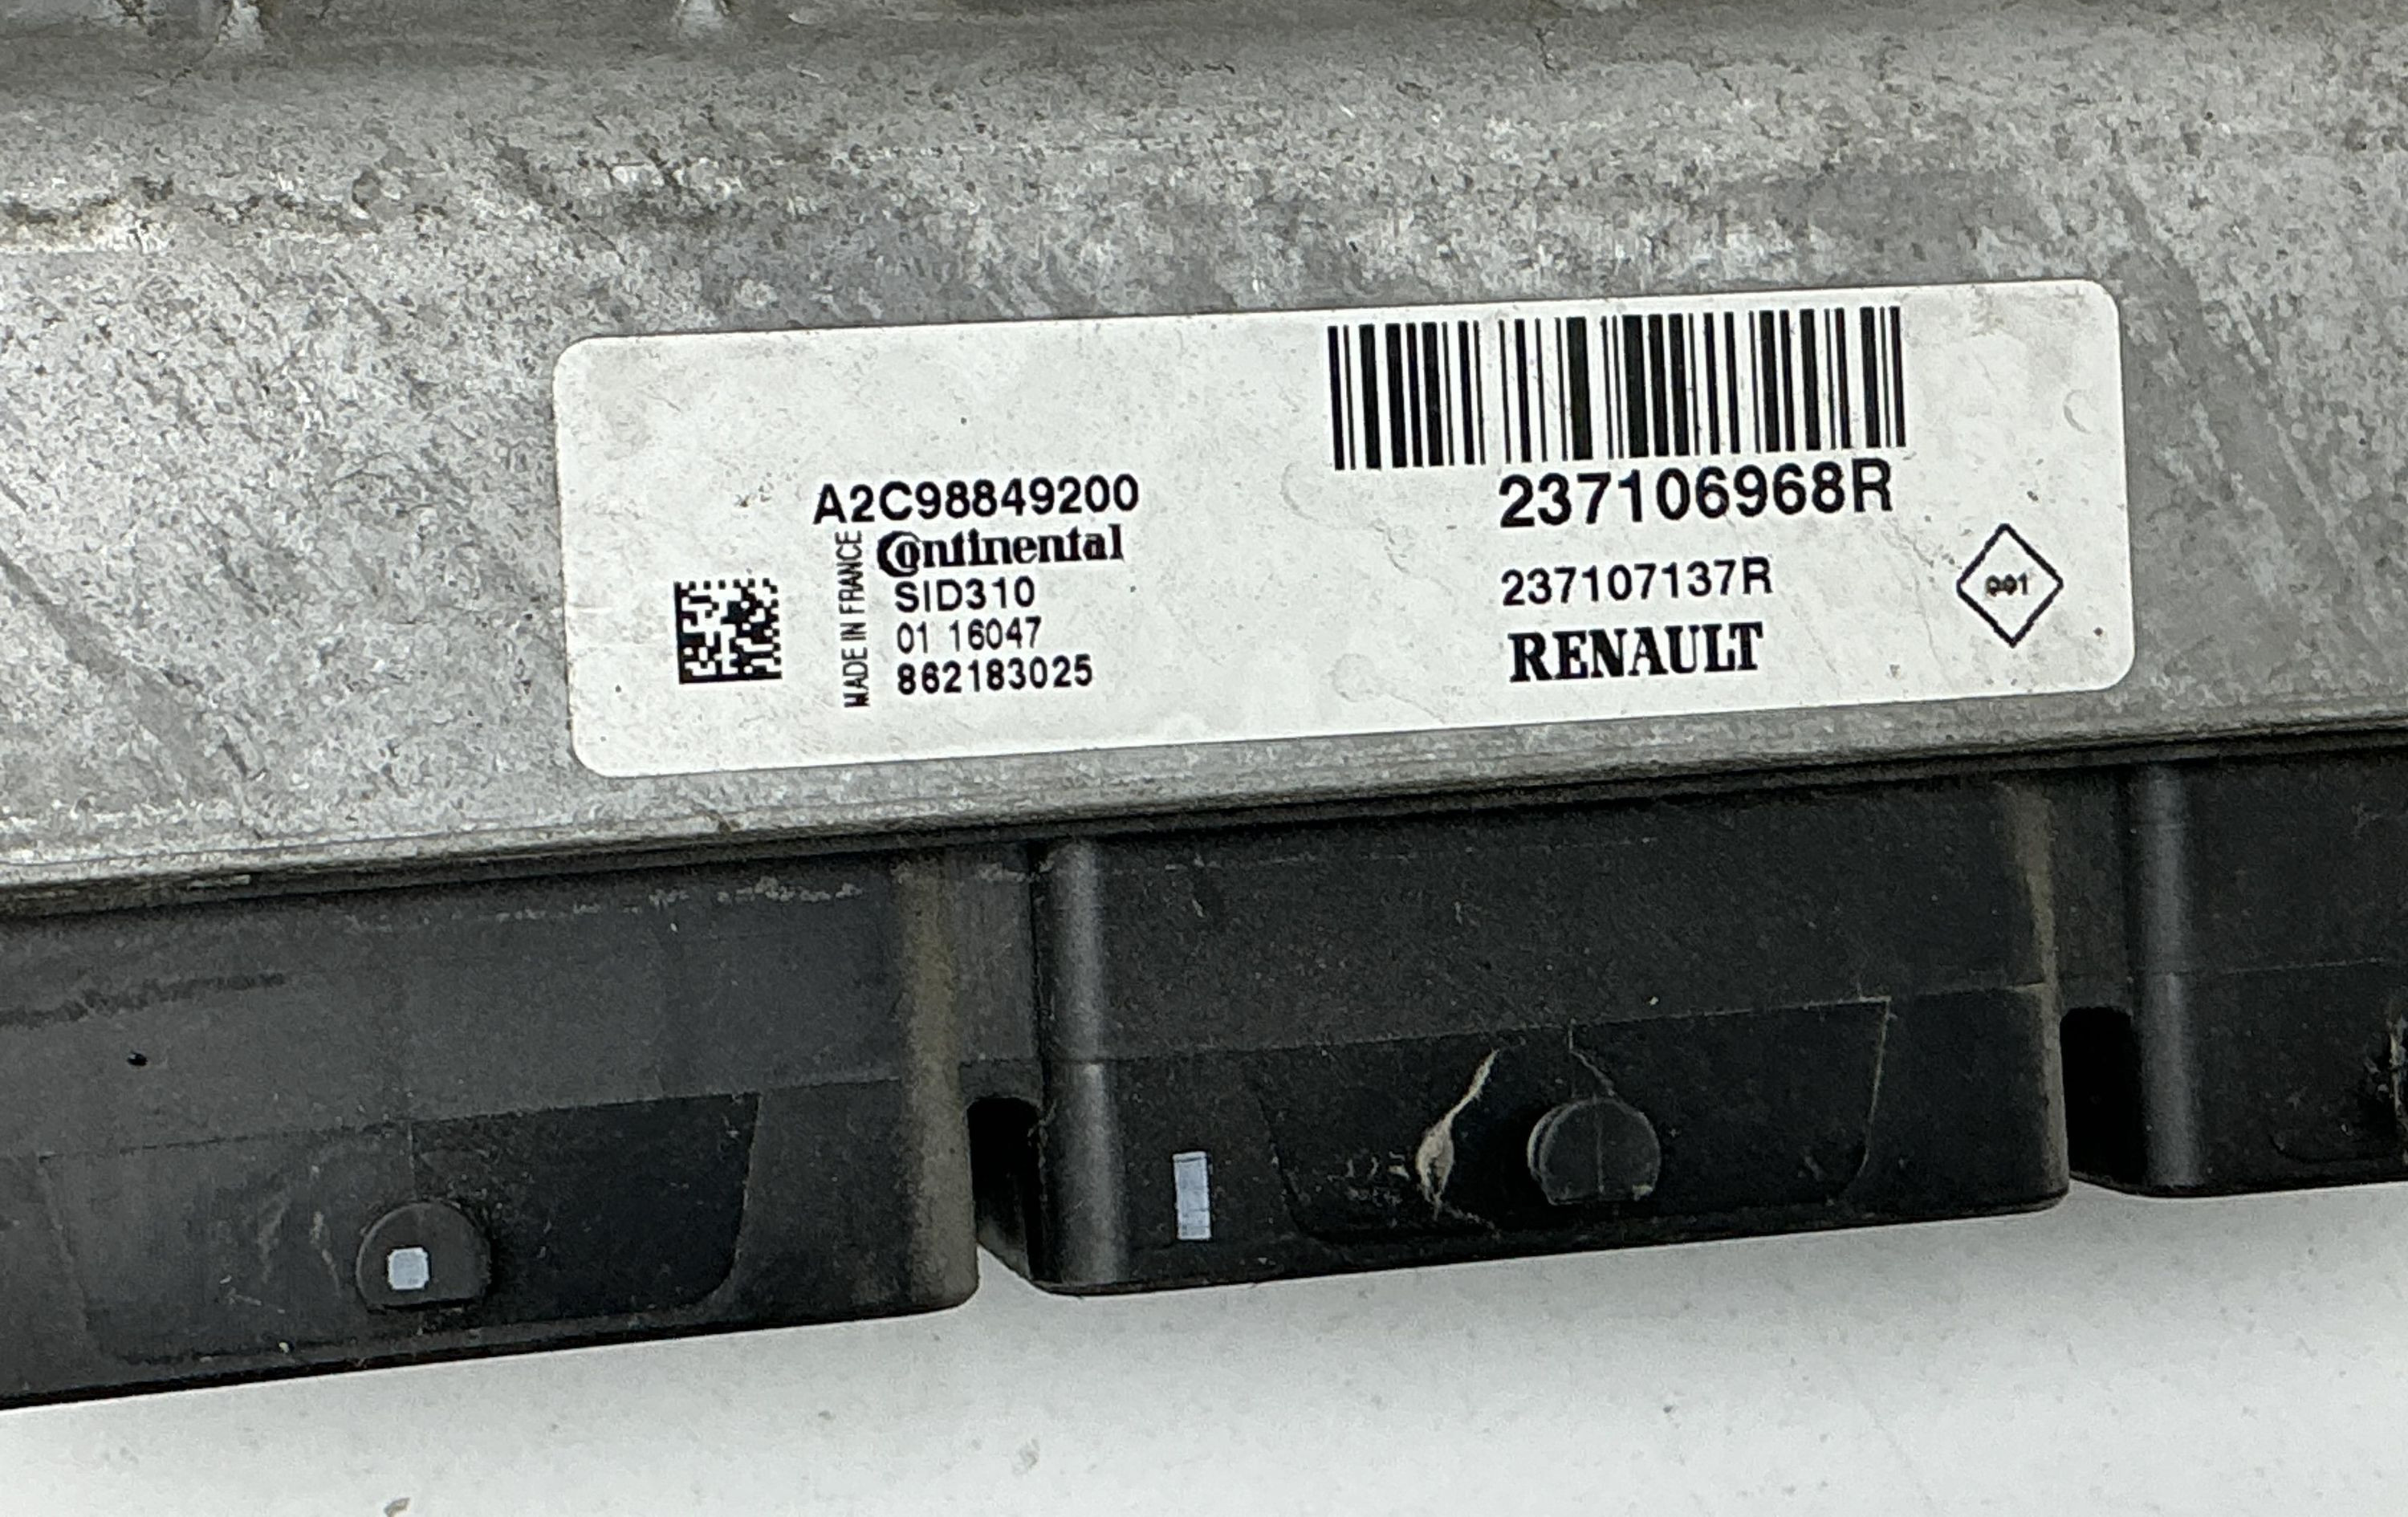 A2C98849200
MADE IN FRANCE
Continental
SID310
01 16047
862183025
237106968R
237107137R
RENAULT